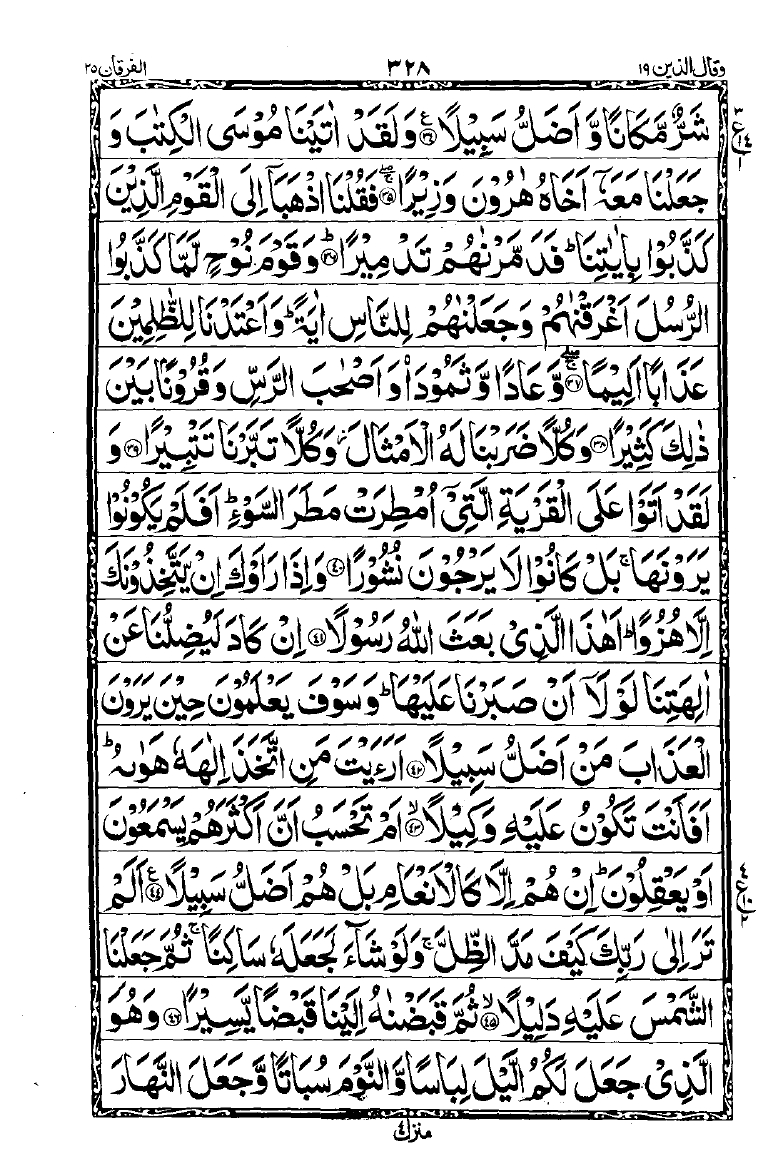 وقال الذين ١٩ ٣٢٨ الفرقان ٢٥
شَرٌّ مَّكَانًا وَّ اَضَلُّ سَبِيْلًا ﴿٣٤﴾ وَلَقَدْ اٰتَيْنَا مُوْسَى الْكِتٰبَ وَ
جَعَلْنَا مَعَهٗٓ اَخَاهُ هٰرُوْنَ وَزِيْرًا ﴿٣٥﴾ فَقُلْنَا اذْهَبَآ اِلَى الْقَوْمِ الَّذِيْنَ
كَذَّبُوْا بِاٰيٰتِنَا ؕ فَدَمَّرْنٰهُمْ تَدْمِيْرًا ﴿٣٦﴾ ؕ وَقَوْمَ نُوْحٍ لَّمَّا كَذَّبُوا
الرُّسُلَ اَغْرَقْنٰهُمْ وَجَعَلْنٰهُمْ لِلنَّاسِ اٰيَةً ؕ وَاَعْتَدْنَا لِلظّٰلِمِيْنَ
عَذَابًا اَلِيْمًا ﴿٣٧﴾ وَّعَادًا وَّثَمُوْدَا۟ وَاَصْحٰبَ الرَّسِّ وَقُرُوْنًا بَيْنَ
ذٰلِكَ كَثِيْرًا ﴿٣٨﴾ وَكُلًّا ضَرَبْنَا لَهُ الْاَمْثَالَ ز وَكُلًّا تَبَّرْنَا تَتْبِيْرًا ﴿٣٩﴾ وَ
لَقَدْ اَتَوْا عَلَى الْقَرْيَةِ الَّتِيْٓ اُمْطِرَتْ مَطَرَ السَّوْءِ ؕ اَفَلَمْ يَكُوْنُوْا
يَرَوْنَهَا ۚ بَلْ كَانُوْا لَا يَرْجُوْنَ نُشُوْرًا ﴿٤٠﴾ وَاِذَا رَاَوْكَ اِنْ يَّتَّخِذُوْنَكَ
اِلَّا هُزُوًا ؕ اَهٰذَا الَّذِيْ بَعَثَ اللّٰهُ رَسُوْلًا ﴿٤١﴾ اِنْ كَادَ لَيُضِلُّنَا عَنْ
اٰلِهَتِنَا لَوْلَآ اَنْ صَبَرْنَا عَلَيْهَا ؕ وَسَوْفَ يَعْلَمُوْنَ حِيْنَ يَرَوْنَ
الْعَذَابَ مَنْ اَضَلُّ سَبِيْلًا ﴿٤٢﴾ اَرَءَيْتَ مَنِ اتَّخَذَ اِلٰهَهٗ هَوٰىهُ ؕ
اَفَاَنْتَ تَكُوْنُ عَلَيْهِ وَكِيْلًا ﴿٤٣﴾ اَمْ تَحْسَبُ اَنَّ اَكْثَرَهُمْ يَسْمَعُوْنَ
اَوْ يَعْقِلُوْنَ ؕ اِنْ هُمْ اِلَّا كَالْاَنْعَامِ بَلْ هُمْ اَضَلُّ سَبِيْلًا ﴿٤٤﴾ اَلَمْ
تَرَ اِلٰى رَبِّكَ كَيْفَ مَدَّ الظِّلَّ ۚ وَلَوْ شَآءَ لَجَعَلَهٗ سَاكِنًا ۚ ثُمَّ جَعَلْنَا
الشَّمْسَ عَلَيْهِ دَلِيْلًا ﴿٤٥﴾ ثُمَّ قَبَضْنٰهُ اِلَيْنَا قَبْضًا يَّسِيْرًا ﴿٤٦﴾ وَهُوَ
الَّذِيْ جَعَلَ لَكُمُ الَّيْلَ لِبَاسًا وَّالنَّوْمَ سُبَاتًا وَّجَعَلَ النَّهَارَ
منزل ٤